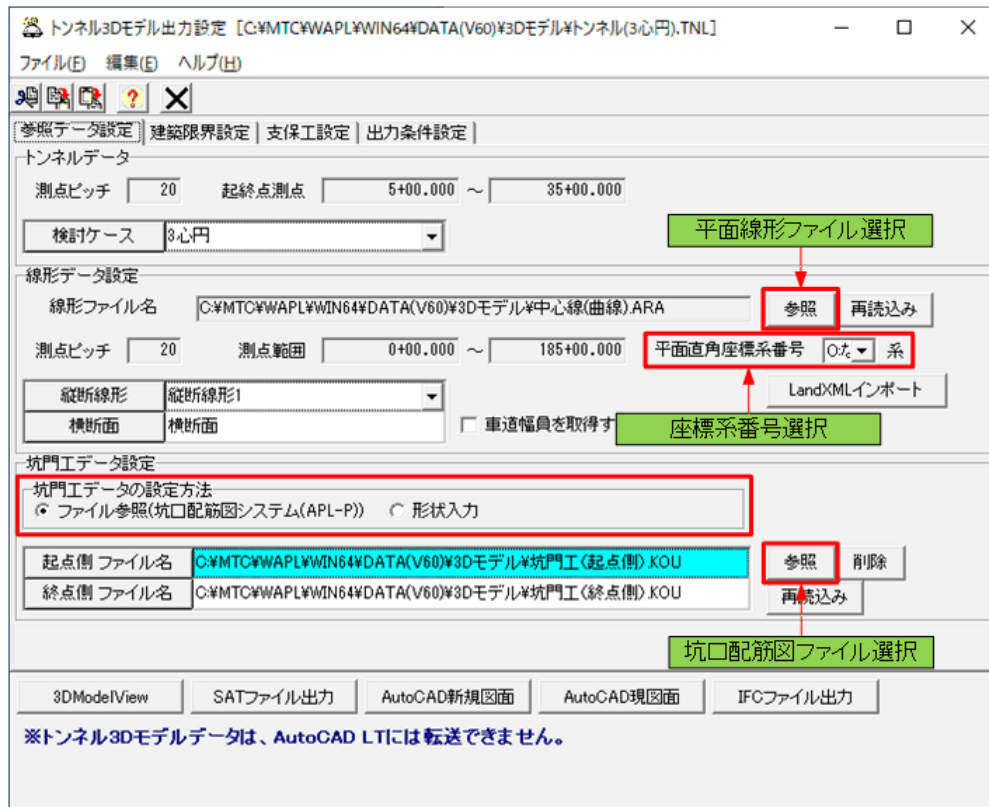 トンネル3Dモデル出力設定 [C:¥MTC¥WAPL¥WIN64¥DATA(V60)¥3Dモデル¥トンネル(3心円).TNL]
ファイル(F) 編集(E) ヘルプ(H)
参照データ設定 建築限界設定 支保工設定 出力条件設定
トンネルデータ
測点ピッチ 20 起終点測点 5+00.000 ～ 35+00.000
検討ケース 3心円
平面線形ファイル選択
線形データ設定
線形ファイル名 C:¥MTC¥WAPL¥WIN64¥DATA(V60)¥3Dモデル¥中心線(曲線).ARA 参照 再読込み
測点ピッチ 20 測点範囲 0+00.000 ～ 185+00.000 平面直角座標系番号 0:な 系
縦断線形 縦断線形1 LandXMLインポート
横断面 横断面 車道幅員を取得す 座標系番号選択
坑門工データ設定
坑門工データの設定方法
ファイル参照(坑口配筋図システム(APL-P)) 形状入力
起点側 ファイル名 C:¥MTC¥WAPL¥WIN64¥DATA(V60)¥3Dモデル¥坑門工(起点側).KOU 参照 削除
終点側 ファイル名 C:¥MTC¥WAPL¥WIN64¥DATA(V60)¥3Dモデル¥坑門工(終点側).KOU 再読込み
坑口配筋図ファイル選択
3DModelView SATファイル出力 AutoCAD新規図面 AutoCAD現図面 IFCファイル出力
※トンネル3Dモデルデータは、AutoCAD LTには転送できません。